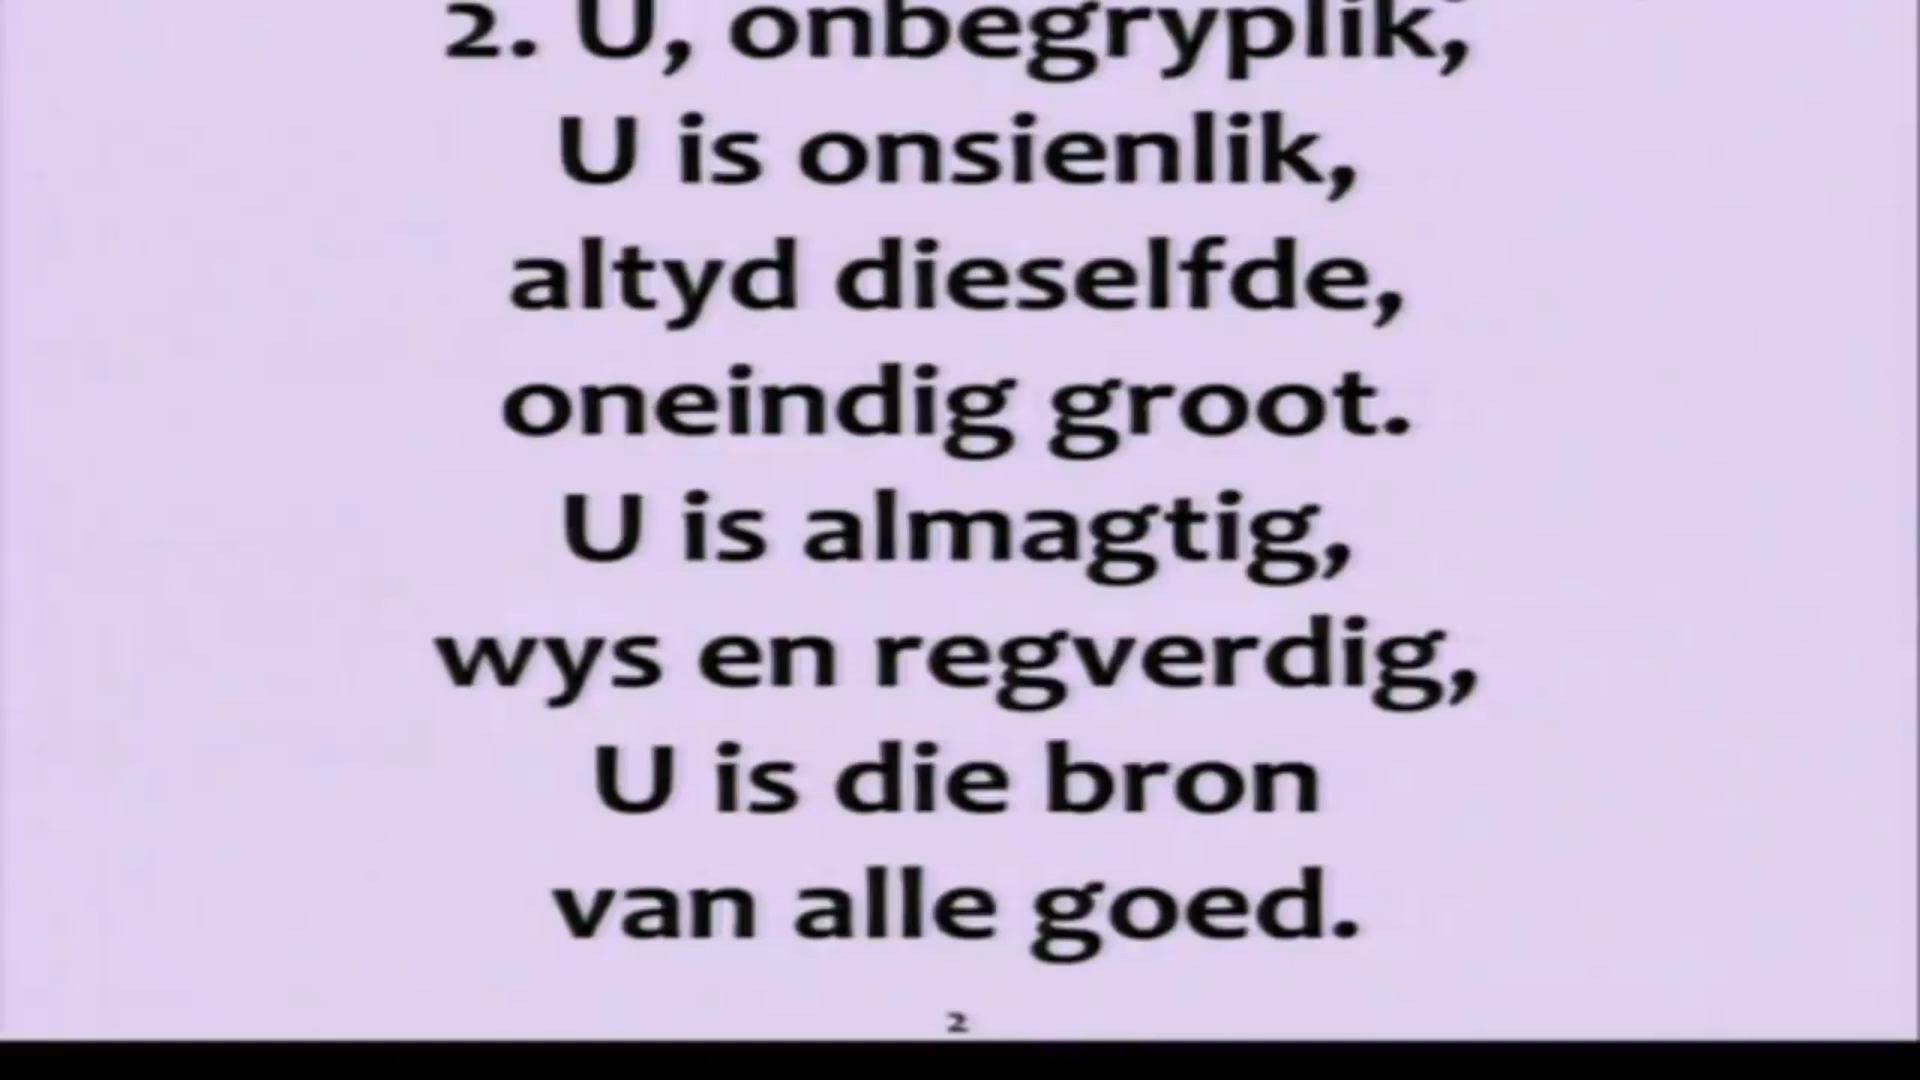 2. U, onbegryplik,
U is onsienlik,
altyd dieselfde,
oneindig groot.
U is almagtig,
wys en regverdig,
U is die bron
van alle goed.
2